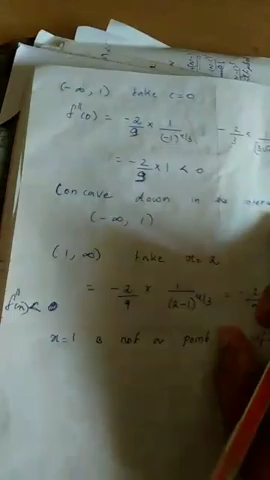 (-∞, 1) take c=0
f''(0) = -2/9 × 1/(-1)^4/3
= -2/9 × 1 < 0
Concave down in the
(-∞, 1)
(1, ∞) take x=2
= -2/9 × 1/(2-1)^4/3 = -2
f''(x) < 0
x=1 is not a point